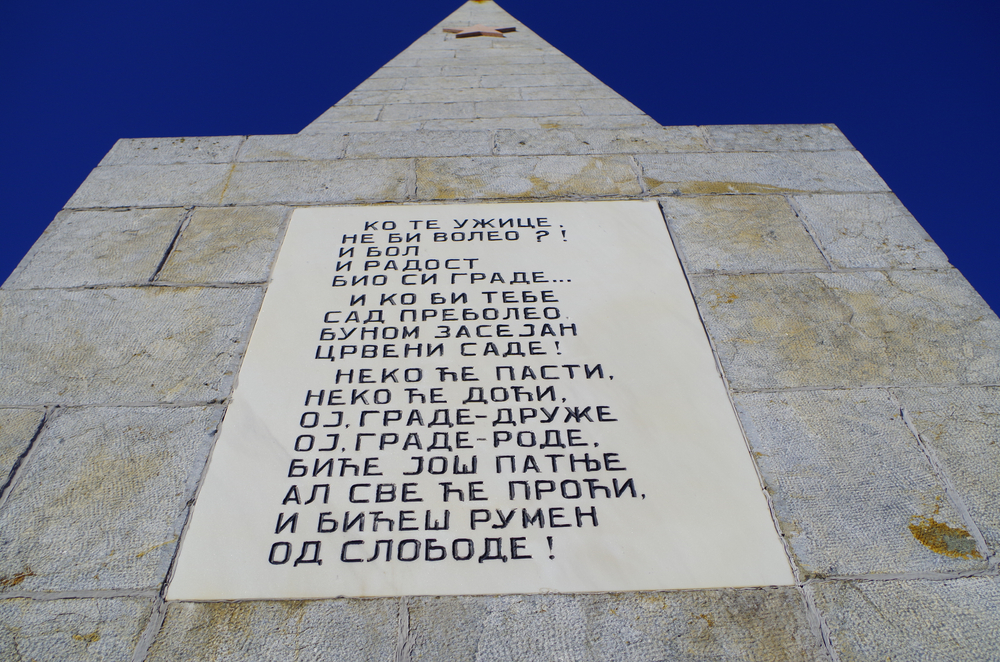 КО ТЕ УЖИЦЕ,
НЕ БИ ВОЛЕО ?!
И БОЛ
И РАДОСТ
БИО СИ ГРАДЕ...
И КО БИ ТЕБЕ
САД ПРЕБОЛЕО.
БУНОМ ЗАСЕЈАН
ЦРВЕНИ САДЕ!
НЕКО ЋЕ ПАСТИ,
НЕКО ЋЕ ДОЋИ,
ОЈ, ГРАДЕ-ДРУЖЕ
ОЈ, ГРАДЕ-РОДЕ,
БИЋЕ ЈОШ ПАТЊЕ
АЛ СВЕ ЋЕ ПРОЋИ,
И БИЋЕШ РУМЕН
ОД СЛОБОДЕ!